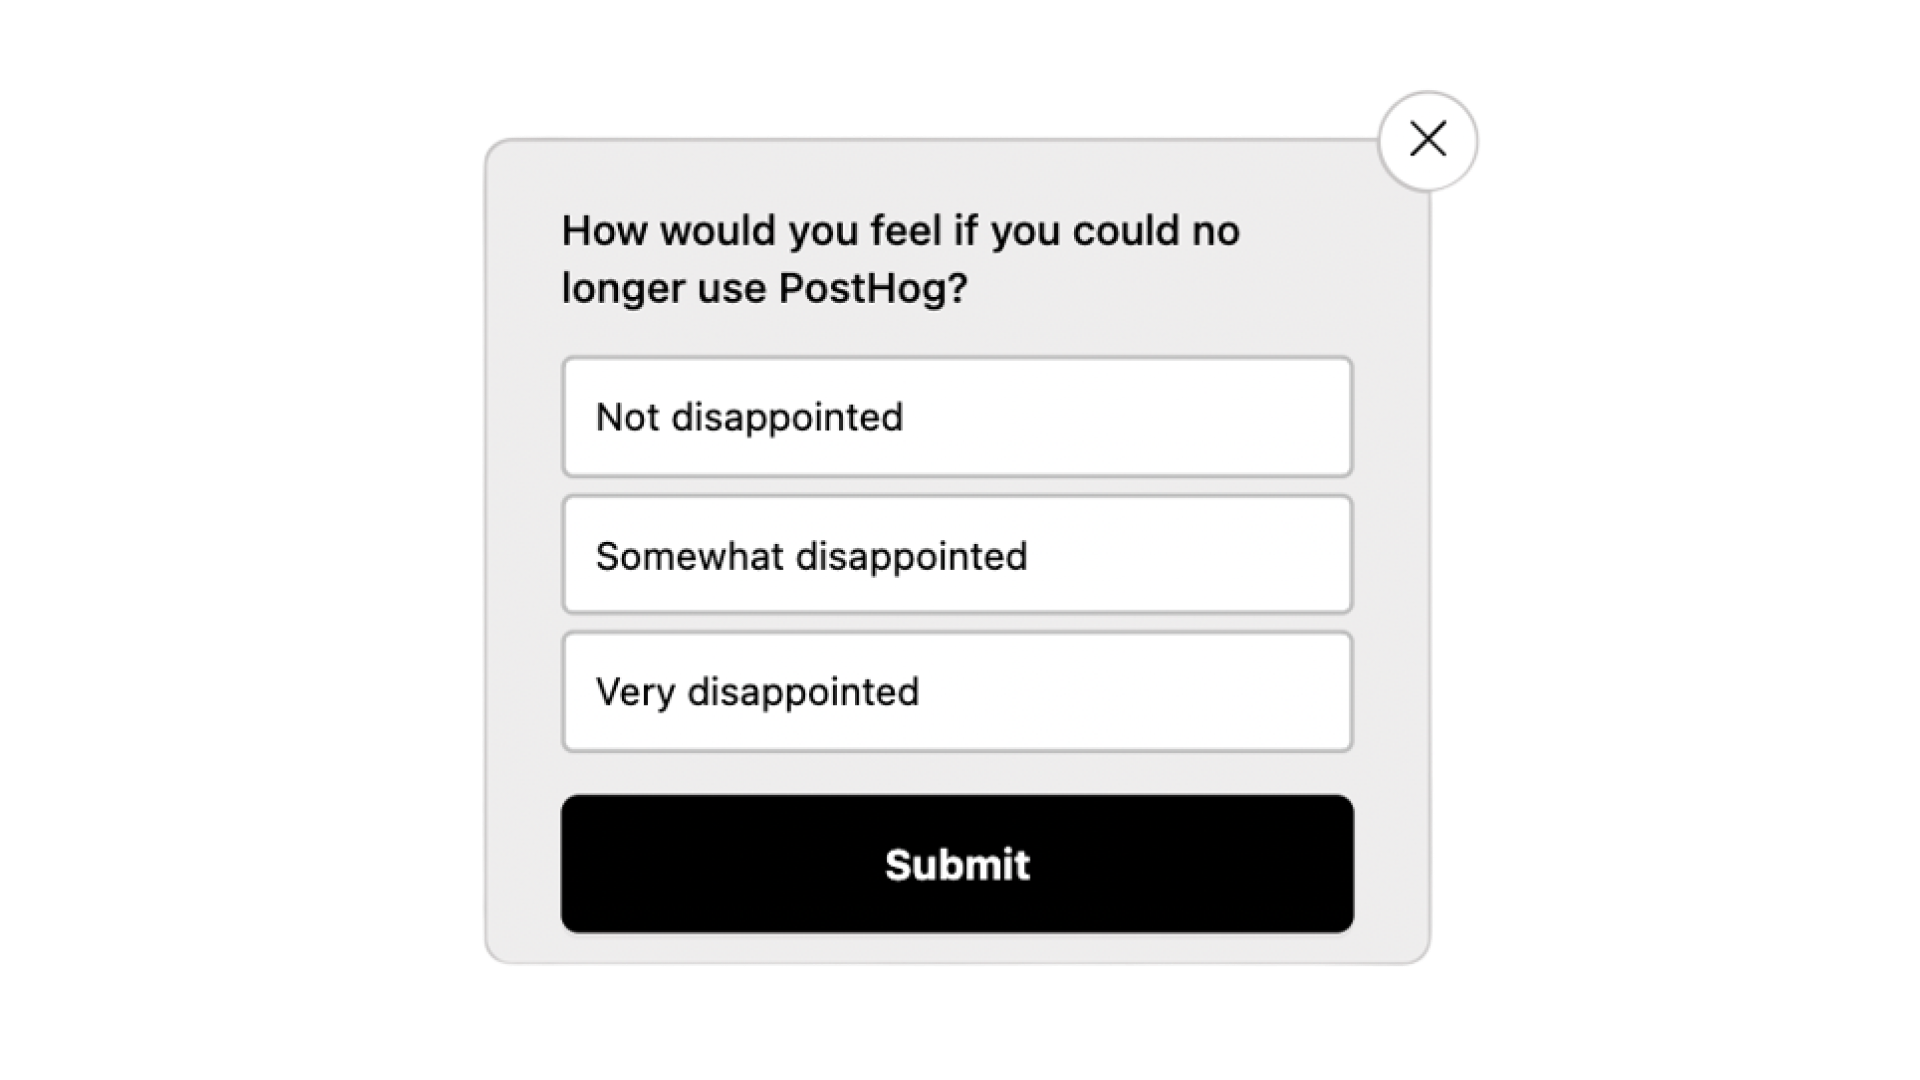 How would you feel if you could no
longer use PostHog?
Not disappointed
Somewhat disappointed
Very disappointed
Submit